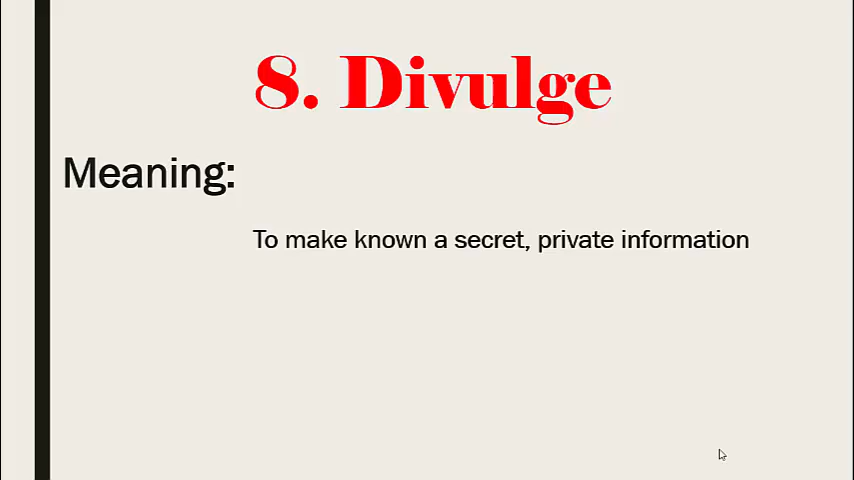 8. Divulge
Meaning:
To make known a secret, private information